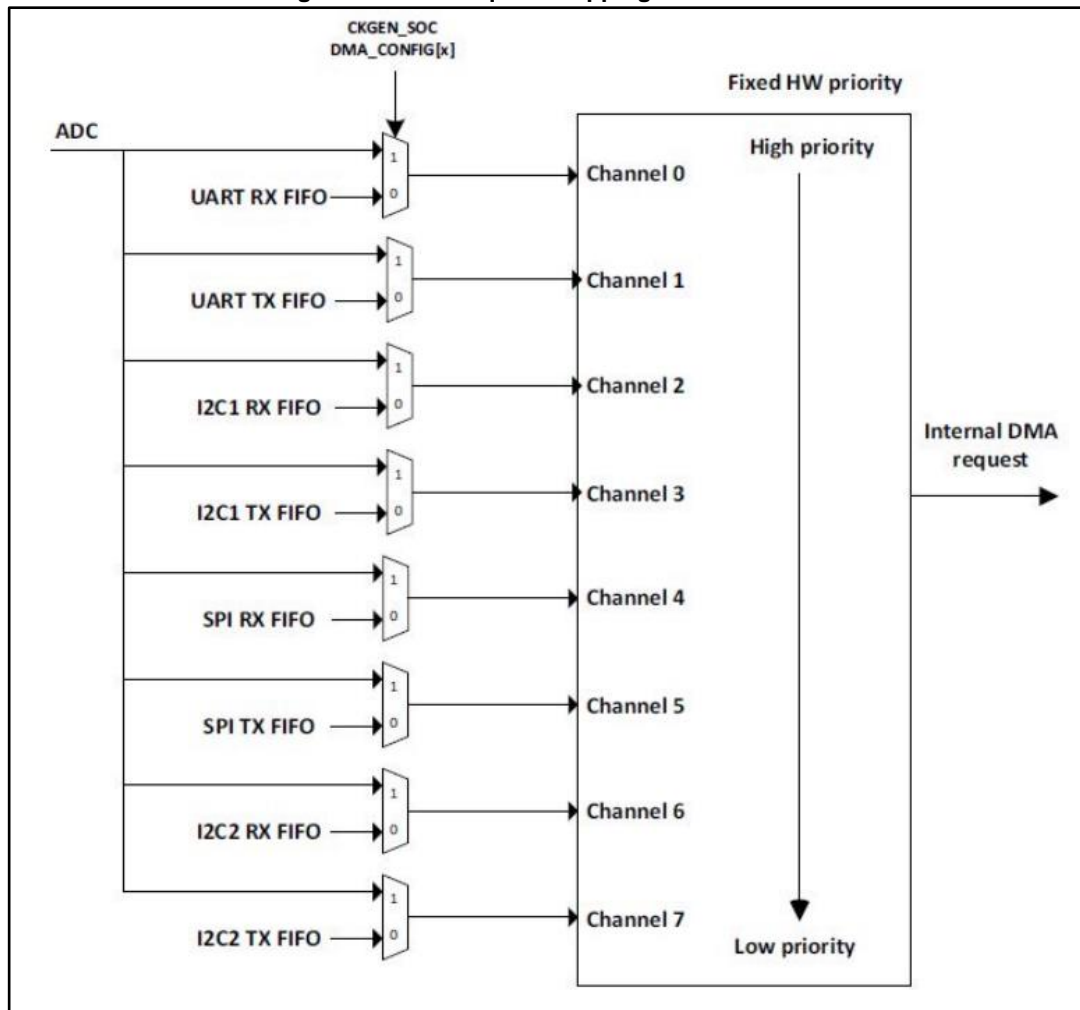 CKGEN_SOC
DMA_CONFIG[x]
Fixed HW priority
ADC
High priority
1
Channel 0
UART RX FIFO
0
1
Channel 1
UART TX FIFO
0
1
Channel 2
I2C1 RX FIFO
0
Internal DMA
request
1
Channel 3
I2C1 TX FIFO
0
1
Channel 4
SPI RX FIFO
0
1
Channel 5
SPI TX FIFO
0
1
Channel 6
I2C2 RX FIFO
0
1
Channel 7
I2C2 TX FIFO
0
Low priority